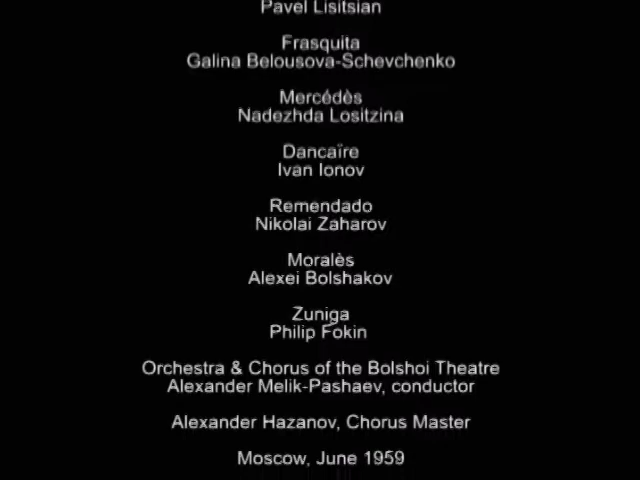 Pavel Lisitsian
Frasquita
Galina Belousova-Schevchenko
Mercédès
Nadezhda Lositzina
Dancaïre
Ivan Ionov
Remendado
Nikolai Zaharov
Moralès
Alexei Bolshakov
Zuniga
Philip Fokin
Orchestra & Chorus of the Bolshoi Theatre
Alexander Melik-Pashaev, conductor
Alexander Hazanov, Chorus Master
Moscow, June 1959